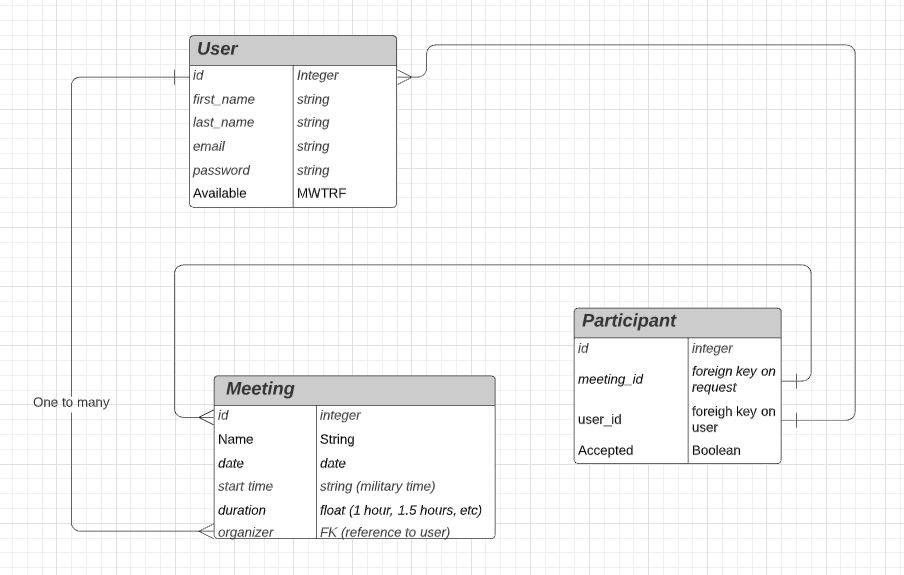 User
id Integer
first_name string
last_name string
email string
password string
Available MWTRF
Participant
id integer
meeting_id foreign key on
request
user_id foreigh key on
user
Accepted Boolean
One to many
Meeting
id integer
Name String
date date
start time string (military time)
duration float (1 hour, 1.5 hours, etc)
organizer FK (reference to user)